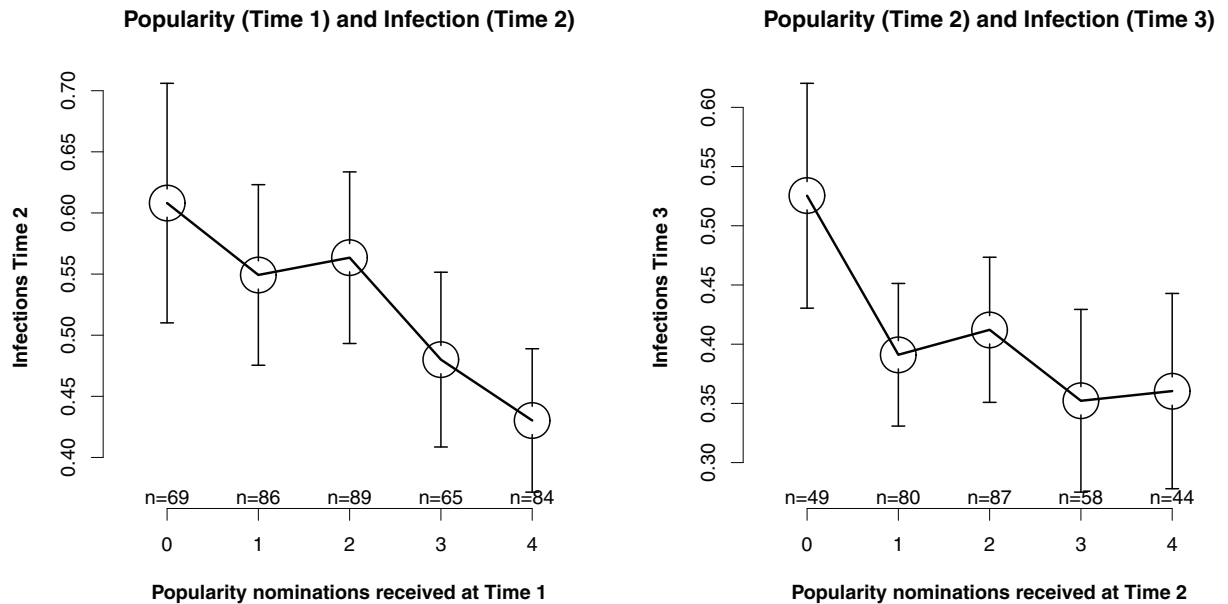 Popularity (Time 1) and Infection (Time 2)
Infections Time 2
0.70
0.65
0.60
0.55
0.50
0.45
0.40
n=69 n=86 n=89 n=65 n=84
0 1 2 3 4
Popularity nominations received at Time 1
Popularity (Time 2) and Infection (Time 3)
Infections Time 3
0.60
0.55
0.50
0.45
0.40
0.35
0.30
n=49 n=80 n=87 n=58 n=44
0 1 2 3 4
Popularity nominations received at Time 2